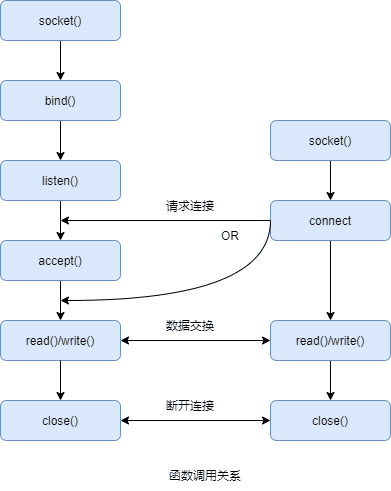 socket()
bind()
socket()
listen()
请求连接
connect
OR
accept()
read()/write()
数据交换
read()/write()
close()
断开连接
close()
函数调用关系